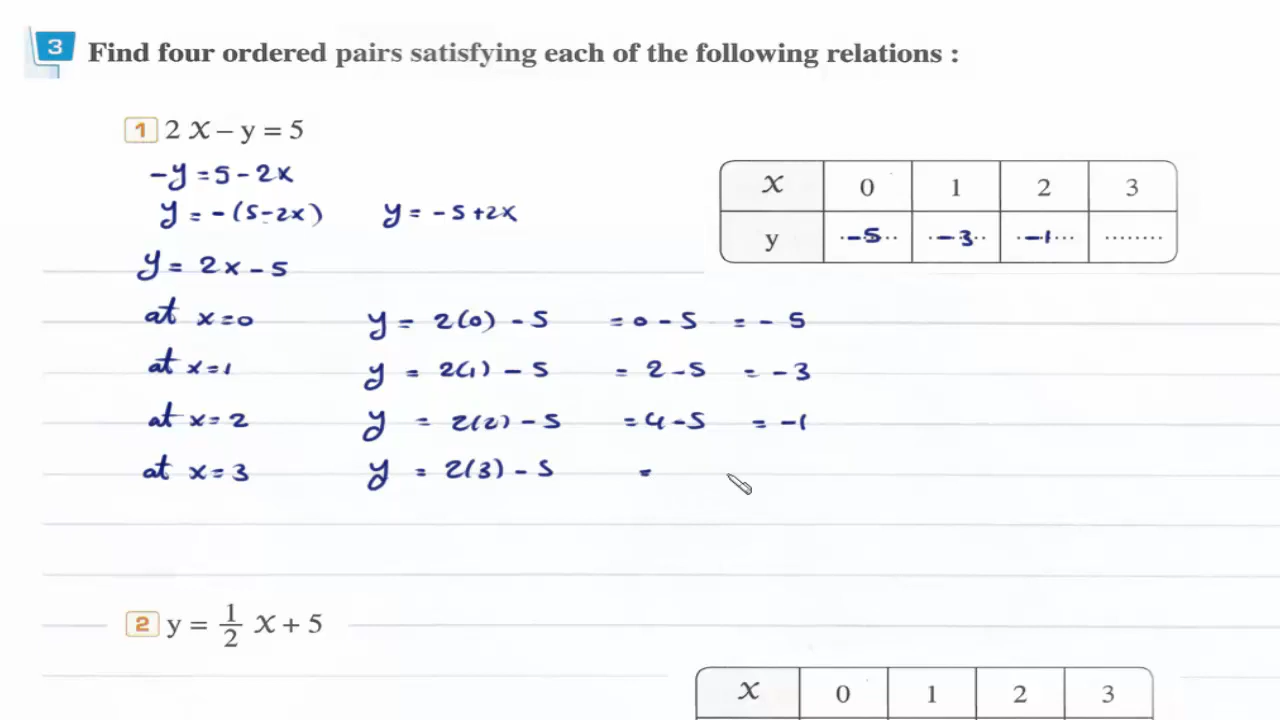 3 Find four ordered pairs satisfying each of the following relations :
1 2 x – y = 5
-y = 5 - 2x
y = -(5-2x) y = -5+2x
y = 2x - 5
x 0 1 2 3
y -5 -3 -1 ........
at x=0 y = 2(0) - 5 = 0 - 5 = - 5
at x=1 y = 2(1) - 5 = 2 - 5 = - 3
at x=2 y = 2(2) - 5 = 4 - 5 = -1
at x=3 y = 2(3) - 5 =
2 y = 1/2 x + 5
x 0 1 2 3